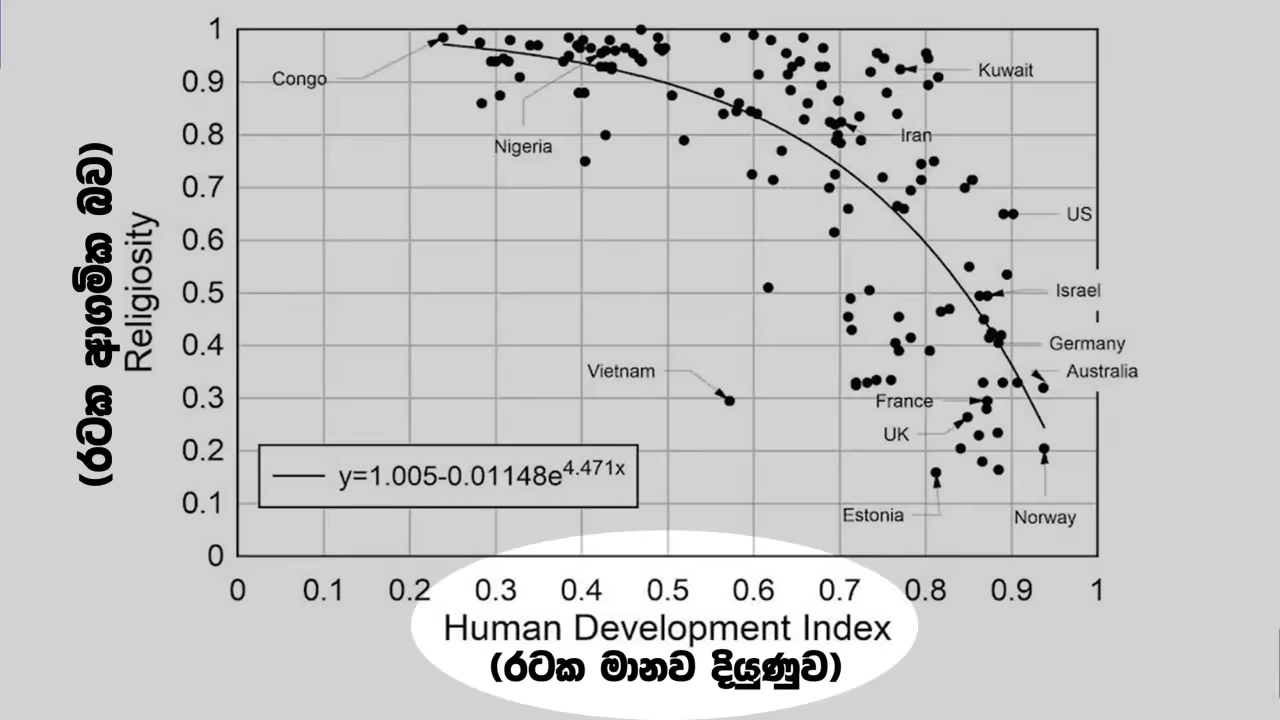 1
0.9
0.8
0.7
0.6
0.5
0.4
0.3
0.2
0.1
0
Religiosity
(රටක ආගමික බව)
Congo
Nigeria
Kuwait
Iran
US
Israel
Germany
Australia
Vietnam
France
UK
Estonia
Norway
y=1.005-0.01148e^4.471x
0 0.1 0.2 0.3 0.4 0.5 0.6 0.7 0.8 0.9 1
Human Development Index
(රටක මානව දියුණුව)